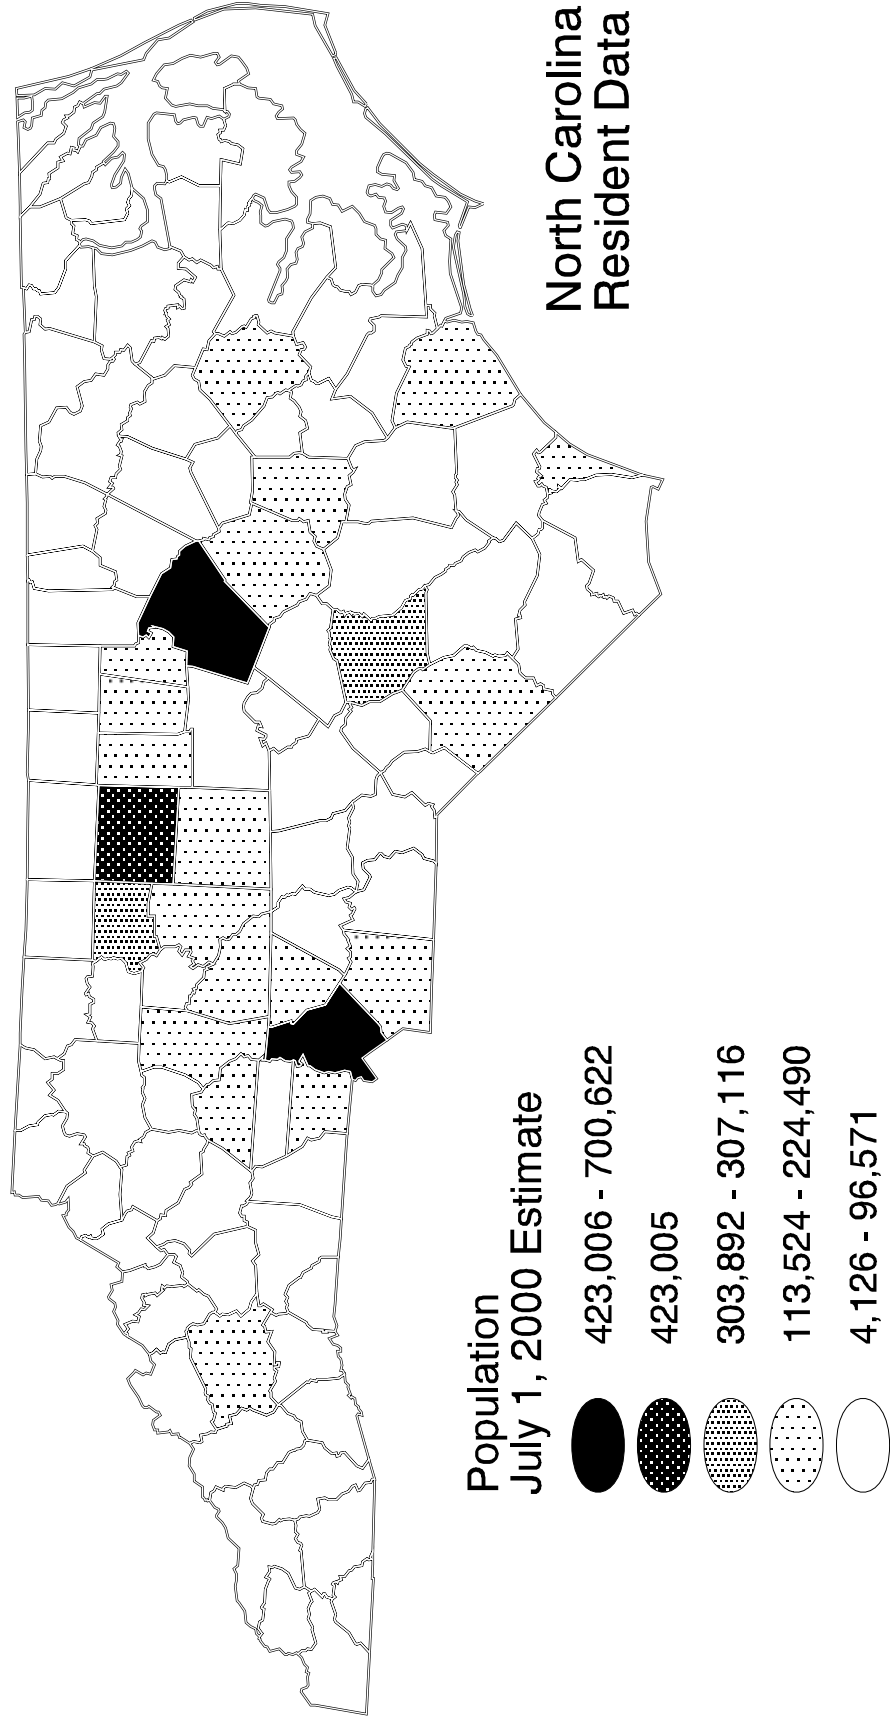 North Carolina
Resident Data
Population
July 1, 2000 Estimate
423,006 - 700,622
423,005
303,892 - 307,116
113,524 - 224,490
4,126 - 96,571